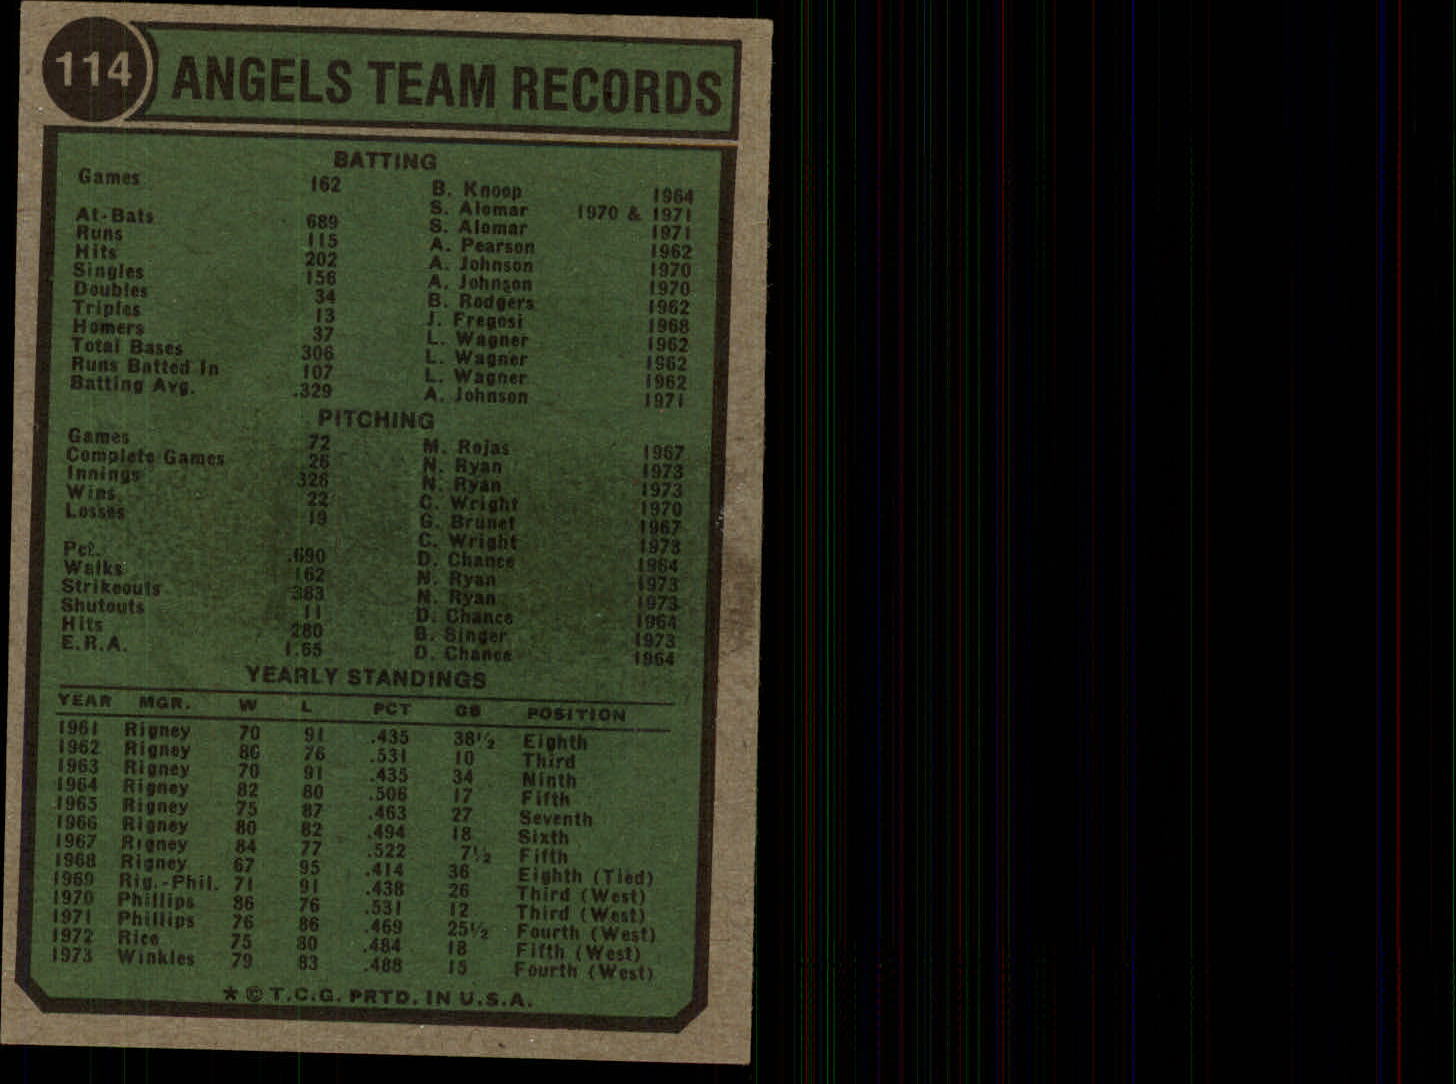 114 ANGELS TEAM RECORDS
BATTING
Games 162 B. Knoop 1964
S. Alomar 1970 & 1971
At-Bats 689 S. Alomar 1971
Runs 115 A. Pearson 1962
Hits 202 A. Johnson 1970
Singles 156 A. Johnson 1970
Doubles 34 B. Rodgers 1962
Triples 13 J. Fregosi 1968
Homers 37 L. Wagner 1962
Total Bases 306 L. Wagner 1962
Runs Batted In 107 L. Wagner 1962
Batting Avg. .329 A. Johnson 1971
PITCHING
Games 72 M. Rojas 1967
Complete Games 26 N. Ryan 1973
Innings 326 N. Ryan 1973
Wins 22 C. Wright 1970
Losses 19 G. Brunet 1967
C. Wright 1973
Pct. .690 D. Chance 1964
Walks 162 N. Ryan 1973
Strikeouts 383 N. Ryan 1973
Shutouts 11 D. Chance 1964
Hits 280 B. Singer 1973
E.R.A. 1.65 D. Chance 1964
YEARLY STANDINGS
YEAR MGR. W L PCT GB POSITION
1961 Rigney 70 91 .435 38½ Eighth
1962 Rigney 86 76 .531 10 Third
1963 Rigney 70 91 .435 34 Ninth
1964 Rigney 82 80 .506 17 Fifth
1965 Rigney 75 87 .463 27 Seventh
1966 Rigney 80 82 .494 18 Sixth
1967 Rigney 84 77 .522 7½ Fifth
1968 Rigney 67 95 .414 36 Eighth (Tied)
1969 Rig.-Phil. 71 91 .438 26 Third (West)
1970 Phillips 86 76 .531 12 Third (West)
1971 Phillips 76 86 .469 25½ Fourth (West)
1972 Rice 75 80 .484 18 Fifth (West)
1973 Winkles 79 83 .488 15 Fourth (West)
★ © T.C.G. PRTD. IN U.S.A.